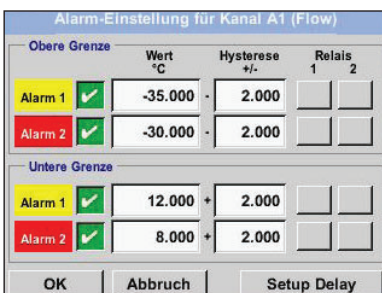 Alarm-Einstellung für Kanal A1 (Flow)
Obere Grenze
Wert Hysterese Relais
°C +/- 1 2
Alarm 1 -35.000 - 2.000
Alarm 2 -30.000 - 2.000
Untere Grenze
Alarm 1 12.000 + 2.000
Alarm 2 8.000 + 2.000
OK Abbruch Setup Delay